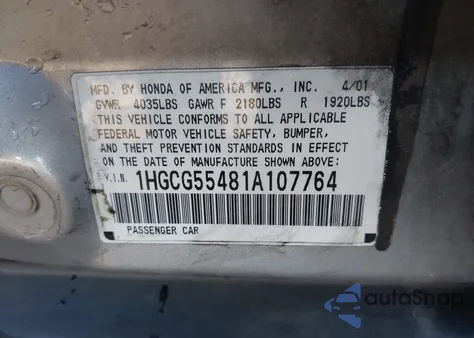 MFD. BY HONDA OF AMERICA MFG., INC. 4/01
GVWR 4035LBS GAWR F 2180LBS R 1920LBS
THIS VEHICLE CONFORMS TO ALL APPLICABLE
FEDERAL MOTOR VEHICLE SAFETY, BUMPER,
AND THEFT PREVENTION STANDARDS IN EFFECT
ON THE DATE OF MANUFACTURE SHOWN ABOVE:
V.I.N. 1HGCG55481A107764
PASSENGER CAR
autoSnap